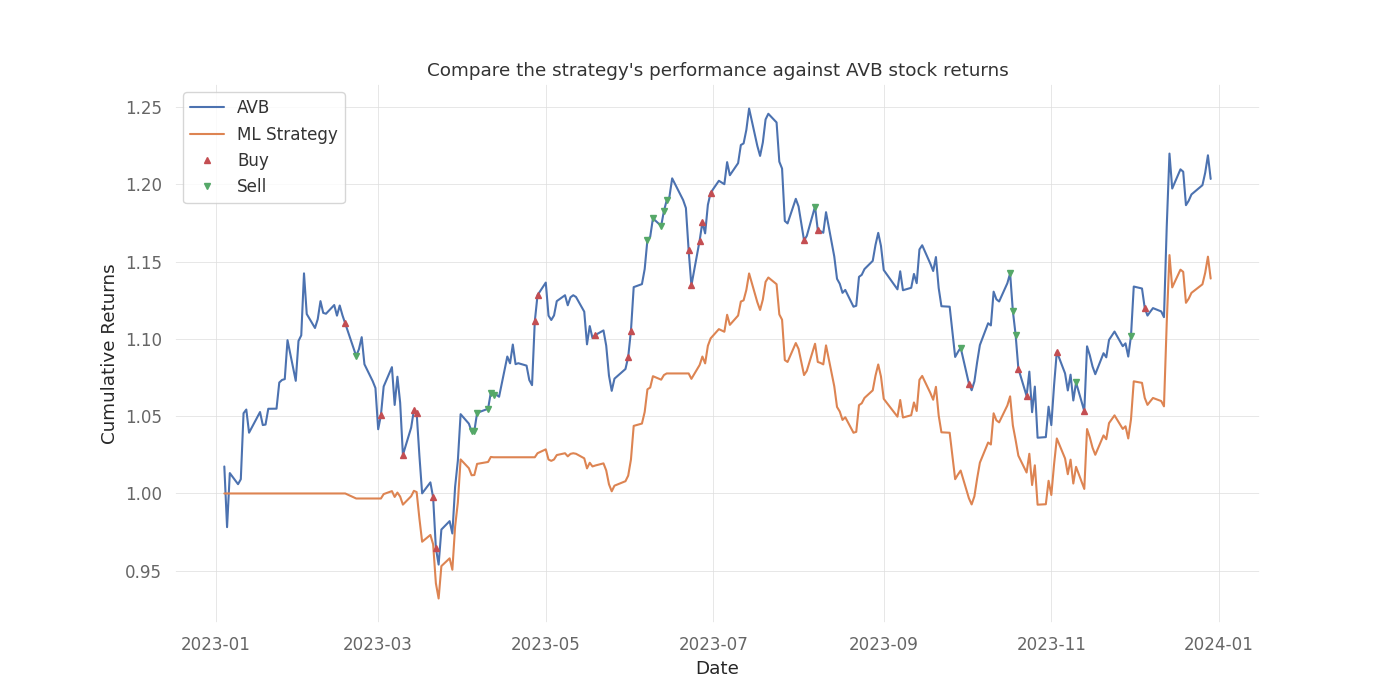 Compare the strategy's performance against AVB stock returns
AVB
ML Strategy
Buy
Sell
Cumulative Returns
1.25
1.20
1.15
1.10
1.05
1.00
0.95
2023-01
2023-03
2023-05
2023-07
2023-09
2023-11
2024-01
Date